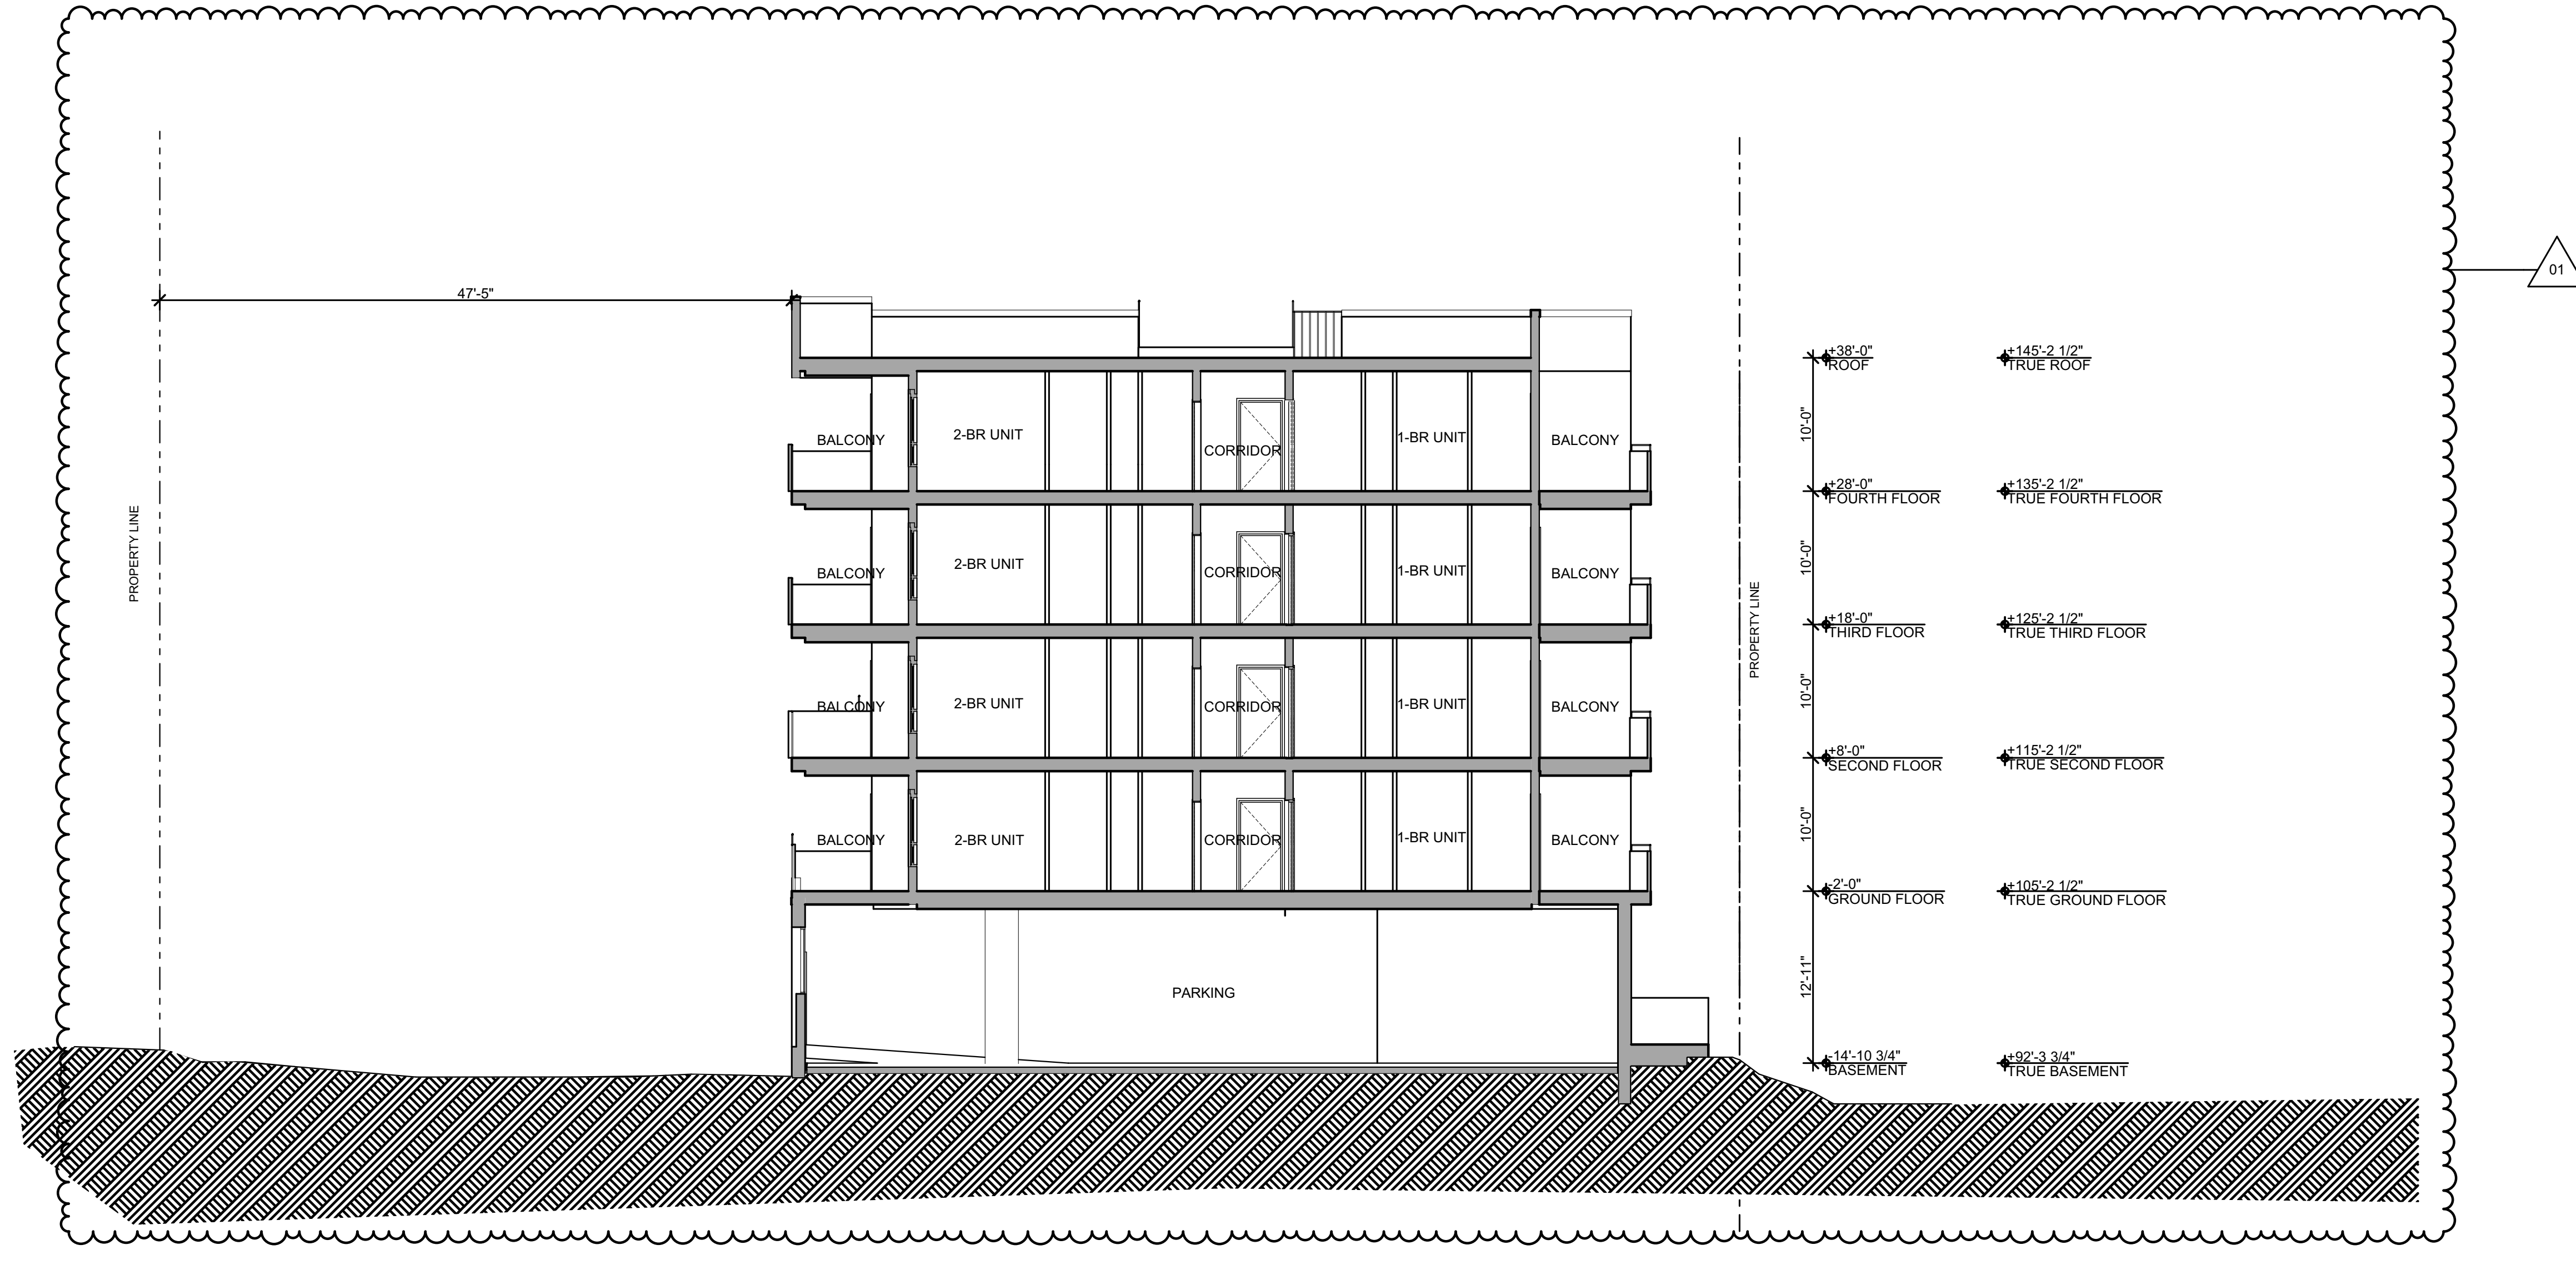 01
47'-5"
+38'-0"
ROOF
+145'-2 1/2"
TRUE ROOF
10'-0"
BALCONY
2-BR UNIT
CORRIDOR
1-BR UNIT
BALCONY
+28'-0"
FOURTH FLOOR
+135'-2 1/2"
TRUE FOURTH FLOOR
PROPERTY LINE
10'-0"
BALCONY
2-BR UNIT
CORRIDOR
1-BR UNIT
BALCONY
PROPERTY LINE
+18'-0"
THIRD FLOOR
+125'-2 1/2"
TRUE THIRD FLOOR
10'-0"
BALCONY
2-BR UNIT
CORRIDOR
1-BR UNIT
BALCONY
+8'-0"
SECOND FLOOR
+115'-2 1/2"
TRUE SECOND FLOOR
10'-0"
BALCONY
2-BR UNIT
CORRIDOR
1-BR UNIT
BALCONY
-2'-0"
GROUND FLOOR
+105'-2 1/2"
TRUE GROUND FLOOR
12'-11"
PARKING
-14'-10 3/4"
BASEMENT
+92'-3 3/4"
TRUE BASEMENT